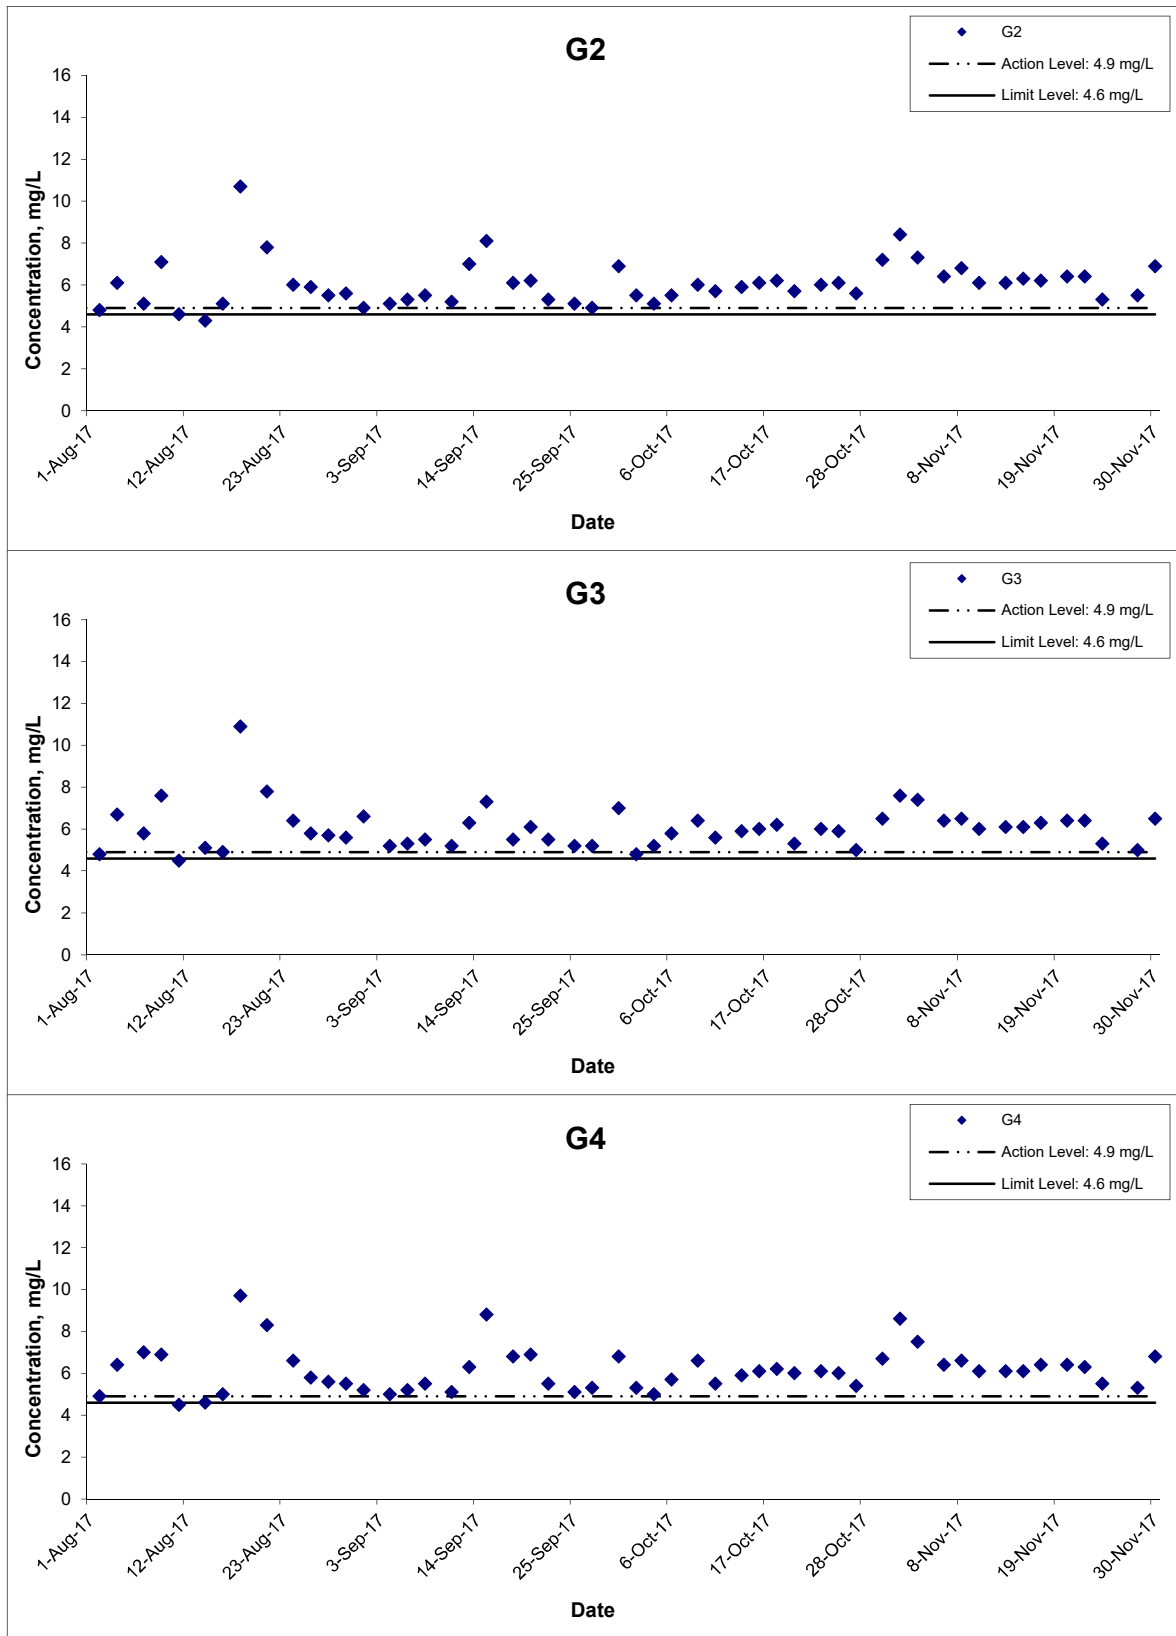 G2
G2
Action Level: 4.9 mg/L
Limit Level: 4.6 mg/L
Concentration, mg/L
16
14
12
10
8
6
4
2
0
1-Aug-17
12-Aug-17
23-Aug-17
3-Sep-17
14-Sep-17
25-Sep-17
6-Oct-17
17-Oct-17
28-Oct-17
8-Nov-17
19-Nov-17
30-Nov-17
Date
G3
G3
Action Level: 4.9 mg/L
Limit Level: 4.6 mg/L
Concentration, mg/L
16
14
12
10
8
6
4
2
0
1-Aug-17
12-Aug-17
23-Aug-17
3-Sep-17
14-Sep-17
25-Sep-17
6-Oct-17
17-Oct-17
28-Oct-17
8-Nov-17
19-Nov-17
30-Nov-17
Date
G4
G4
Action Level: 4.9 mg/L
Limit Level: 4.6 mg/L
Concentration, mg/L
16
14
12
10
8
6
4
2
0
1-Aug-17
12-Aug-17
23-Aug-17
3-Sep-17
14-Sep-17
25-Sep-17
6-Oct-17
17-Oct-17
28-Oct-17
8-Nov-17
19-Nov-17
30-Nov-17
Date